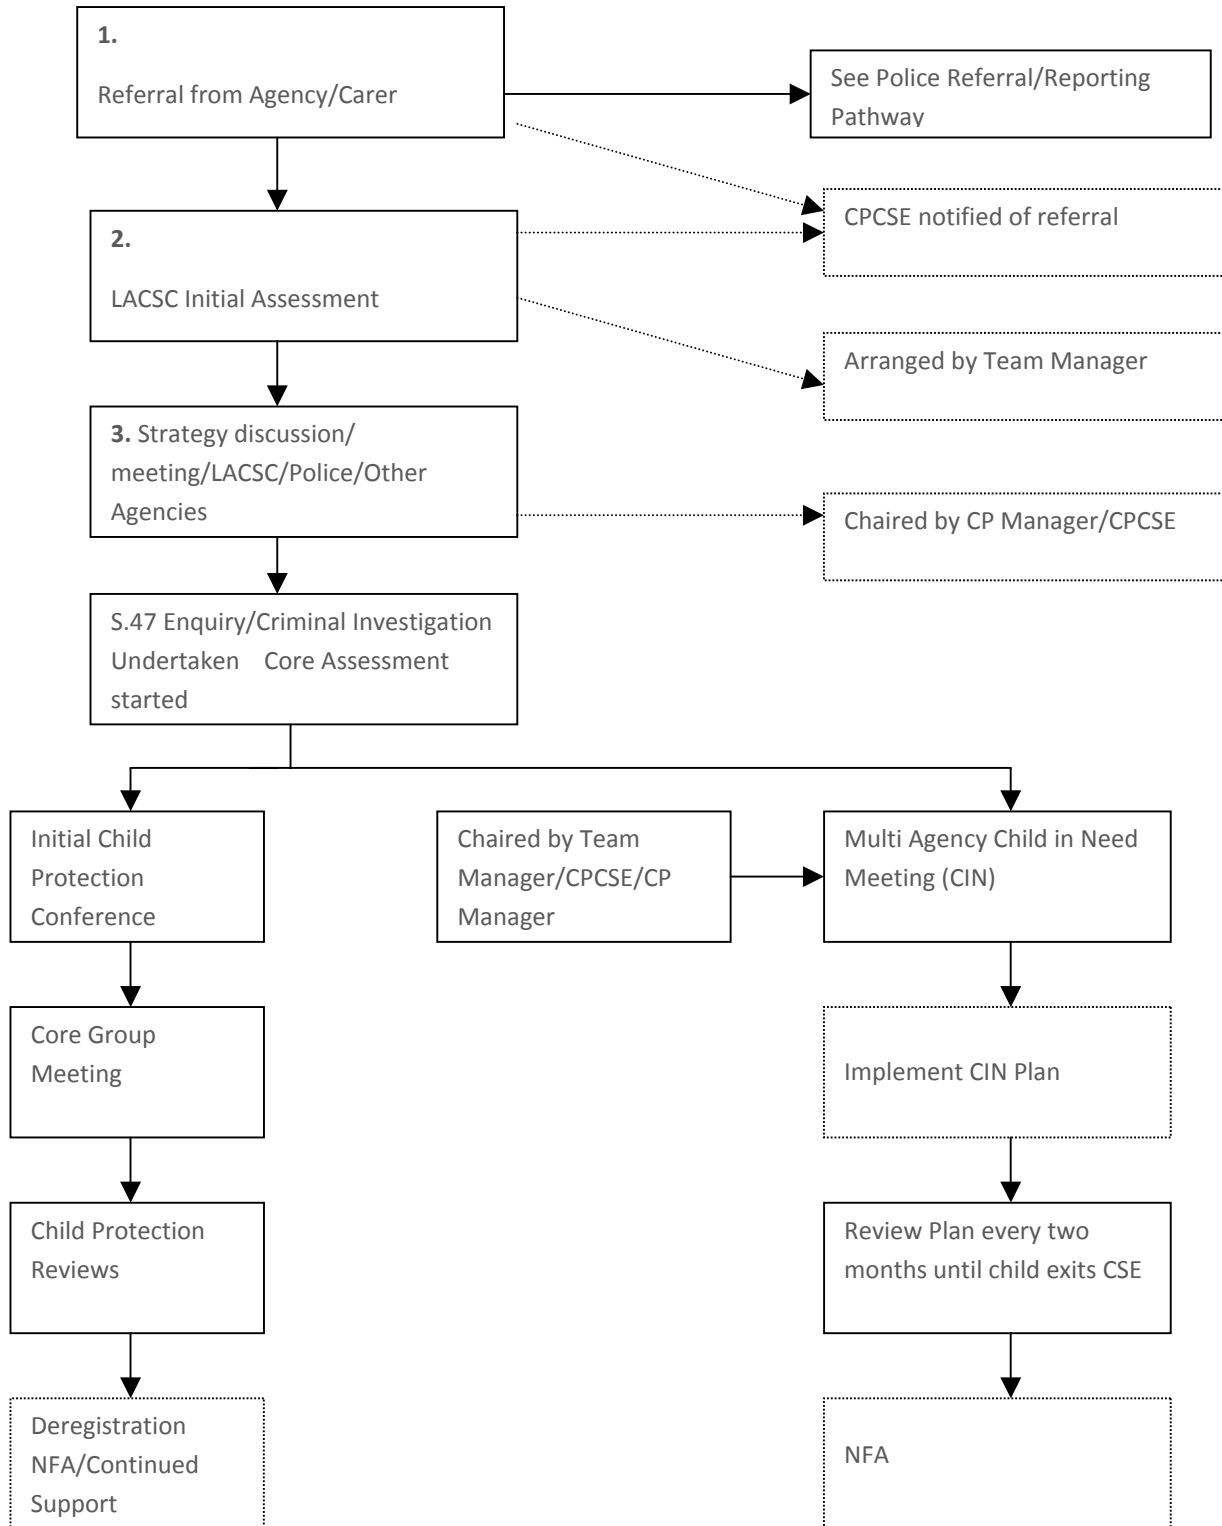 1.
Referral from Agency/Carer
See Police Referral/Reporting
Pathway
CPCSE notified of referral
2.
LACSC Initial Assessment
Arranged by Team Manager
3. Strategy discussion/
meeting/LACSC/Police/Other
Agencies
Chaired by CP Manager/CPCSE
S.47 Enquiry/Criminal Investigation
Undertaken Core Assessment
started
Initial Child
Protection
Conference
Chaired by Team
Manager/CPCSE/CP
Manager
Multi Agency Child in Need
Meeting (CIN)
Core Group
Meeting
Implement CIN Plan
Child Protection
Reviews
Review Plan every two
months until child exits CSE
Deregistration
NFA/Continued
Support
NFA